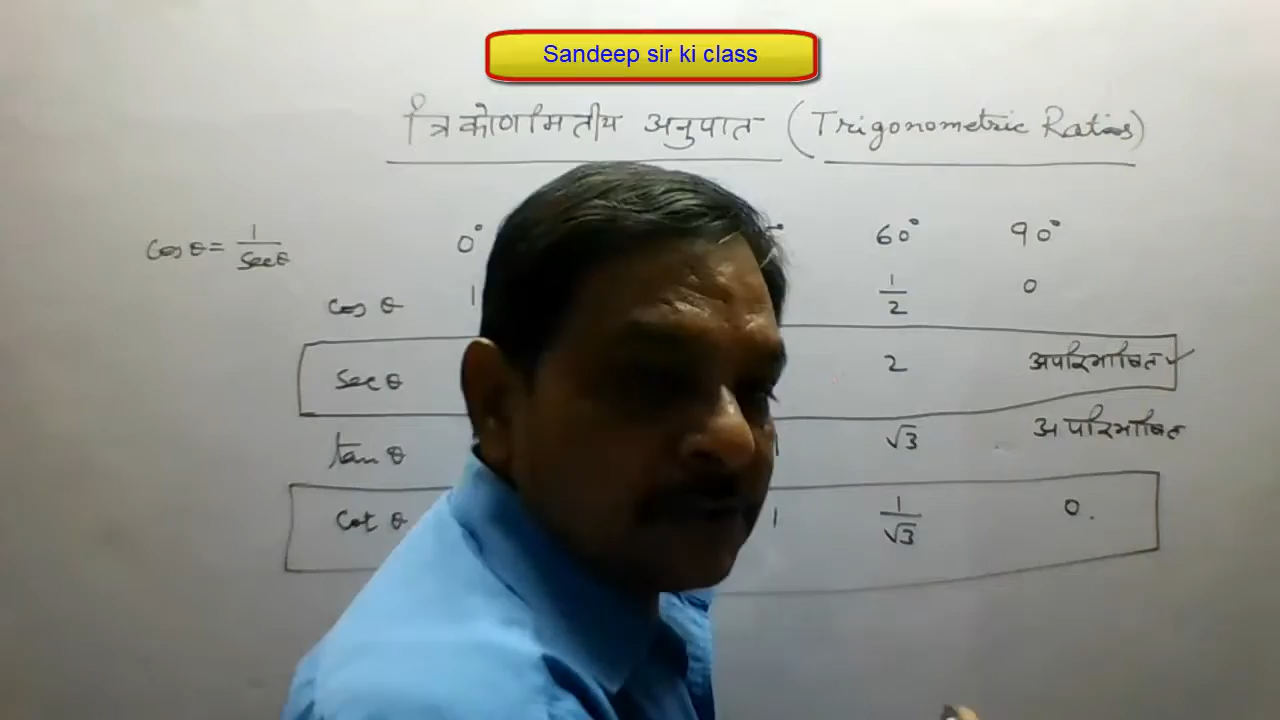 Sandeep sir ki class
त्रिकोणमितीय अनुपात (Trigonometric Ratios)
cos θ = 1/sec θ
0° 60° 90°
cos θ 1 1/2 0
sec θ 2 अपरिभाषित ✓
tan θ 1 √3 अपरिभाषित
cot θ 1 1/√3 0.